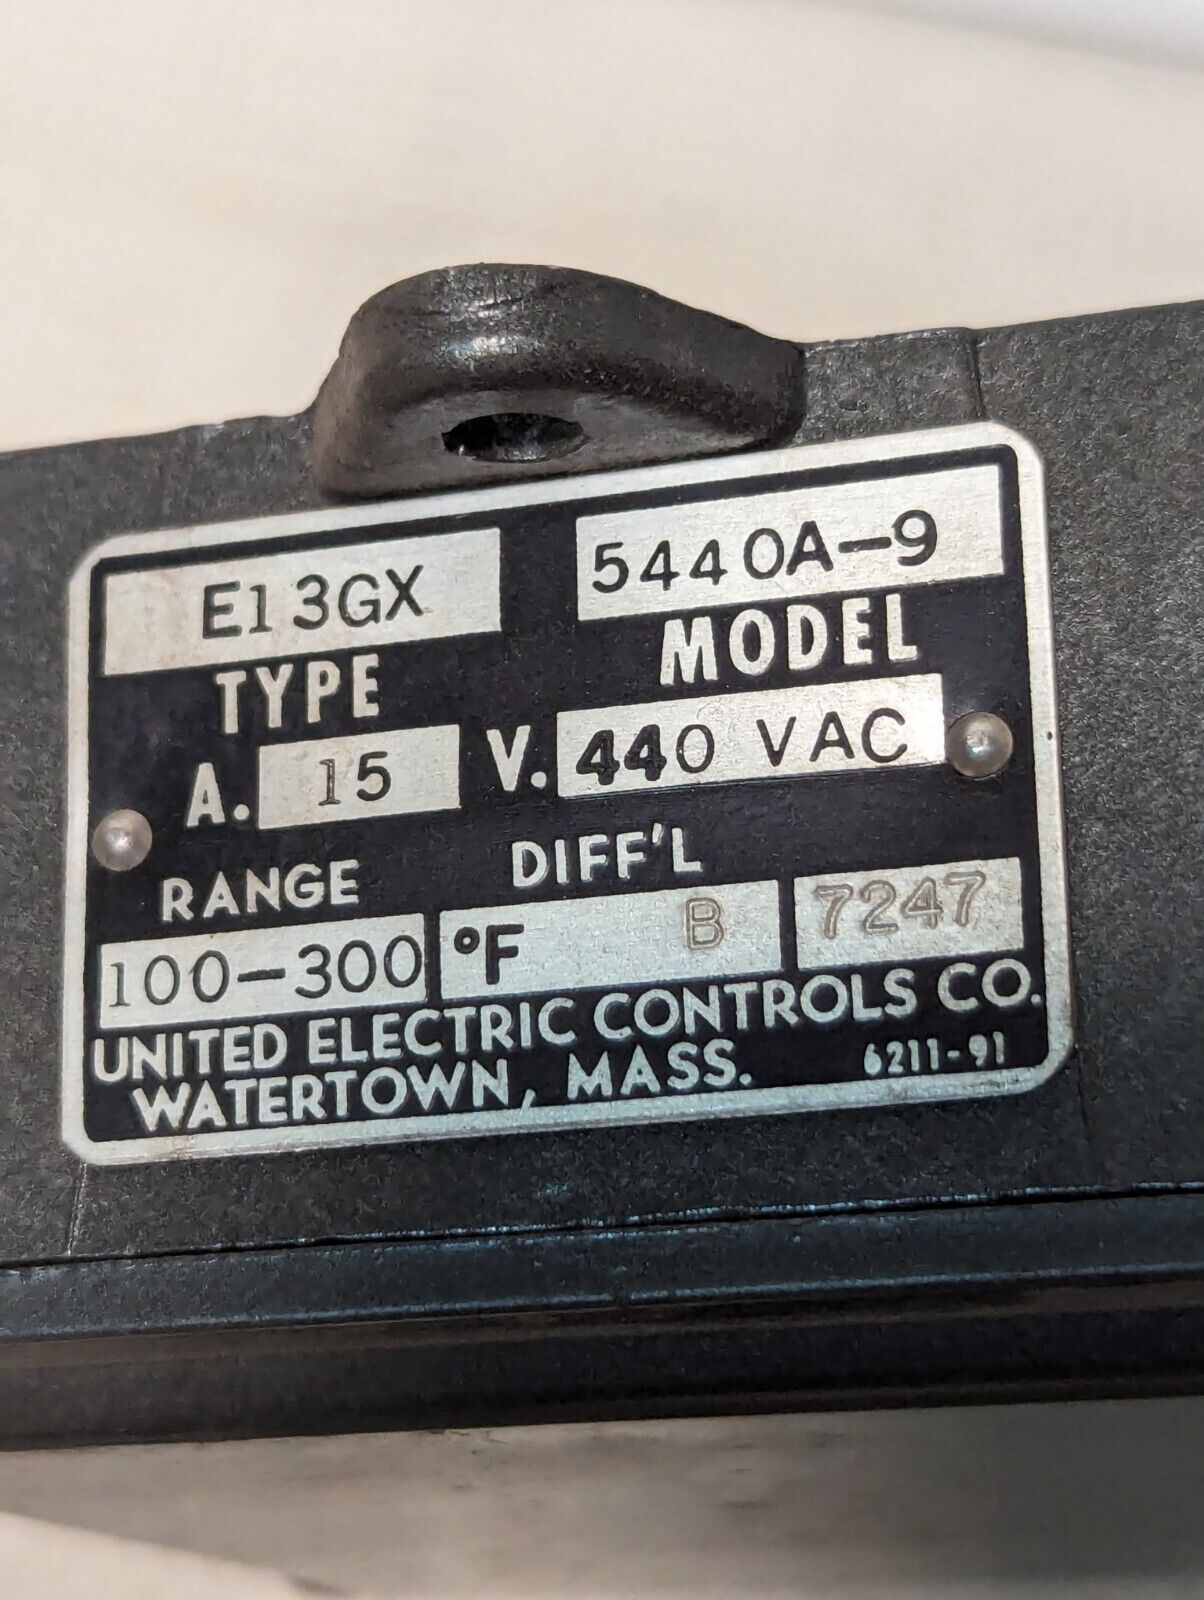 E13GX 5440A-9
TYPE MODEL
A. 15 V. 440 VAC
RANGE DIFF'L
100-300 °F B 7247
UNITED ELECTRIC CONTROLS CO.
WATERTOWN, MASS. 6211-91